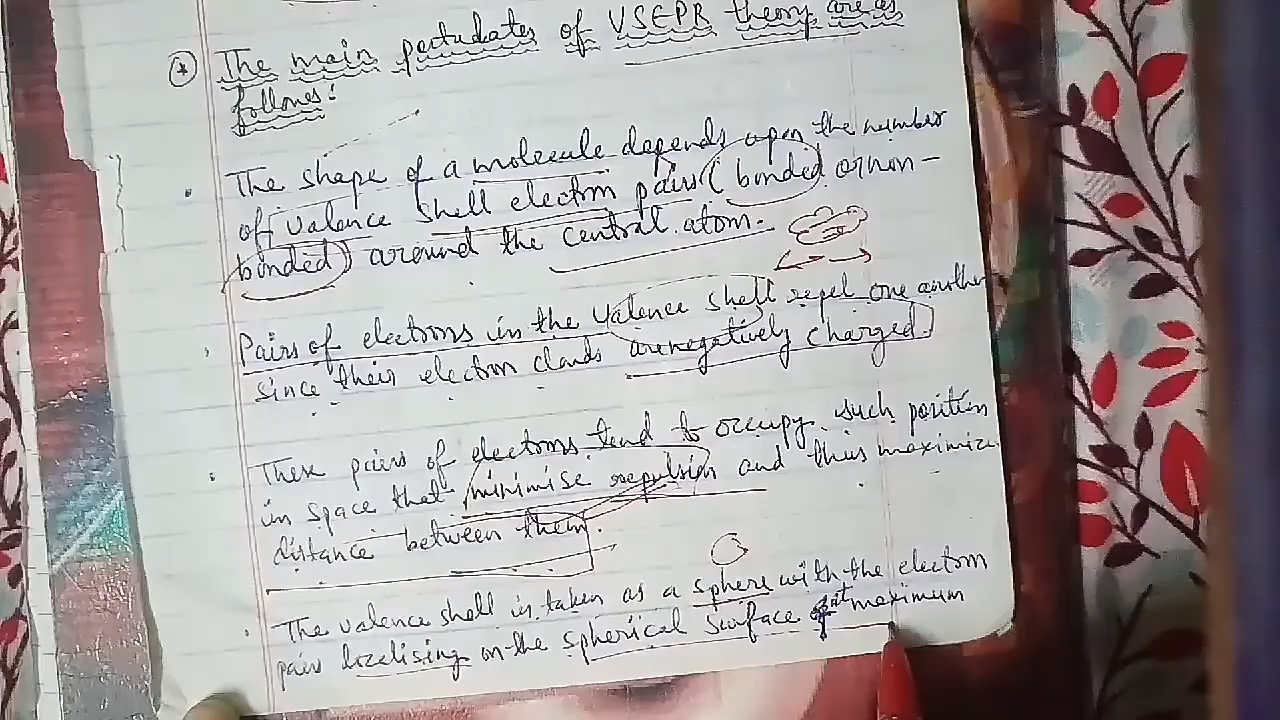 The main postulates of VSEPR theory are as
follows:
The shape of a molecule depends upon the number
of valence shell electron pairs (bonded or non-
bonded) around the central atom.
Pairs of electrons in the valence shell repel one another
since their electron clouds are negatively charged.
These pairs of electrons tend to occupy such position
in space that minimise repulsion and thus maximize
distance between them.
The valence shell is taken as a sphere with the electron
pairs localising on the spherical surface at maximum